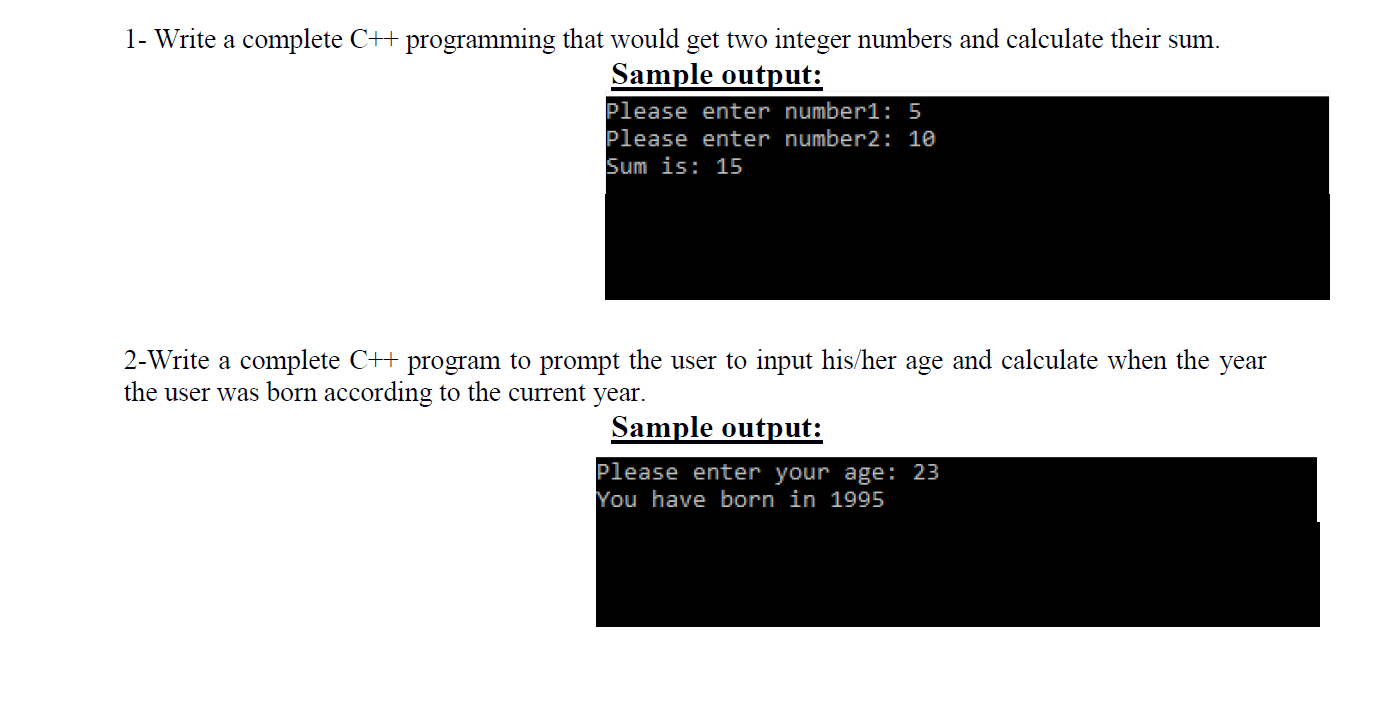 1- Write a complete C++ programming that would get two integer numbers and calculate their sum.
Sample output:
Please enter number1: 5
Please enter number2: 10
Sum is: 15
2-Write a complete C++ program to prompt the user to input his/her age and calculate when the year
the user was born according to the current year.
Sample output:
Please enter your age: 23
You have born in 1995